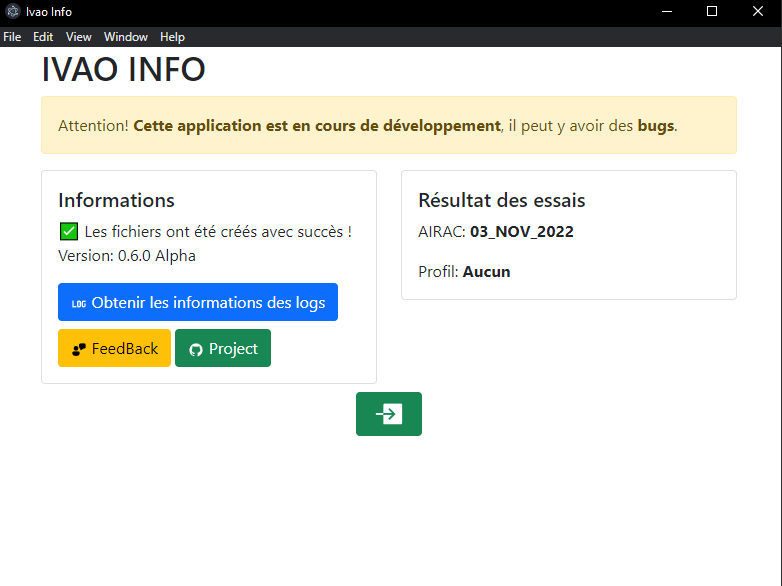 Ivao Info
File Edit View Window Help
IVAO INFO
Attention! Cette application est en cours de développement, il peut y avoir des bugs.
Informations
✅ Les fichiers ont été créés avec succès !
Version: 0.6.0 Alpha
LOG Obtenir les informations des logs
FeedBack Project
Résultat des essais
AIRAC: 03_NOV_2022
Profil: Aucun